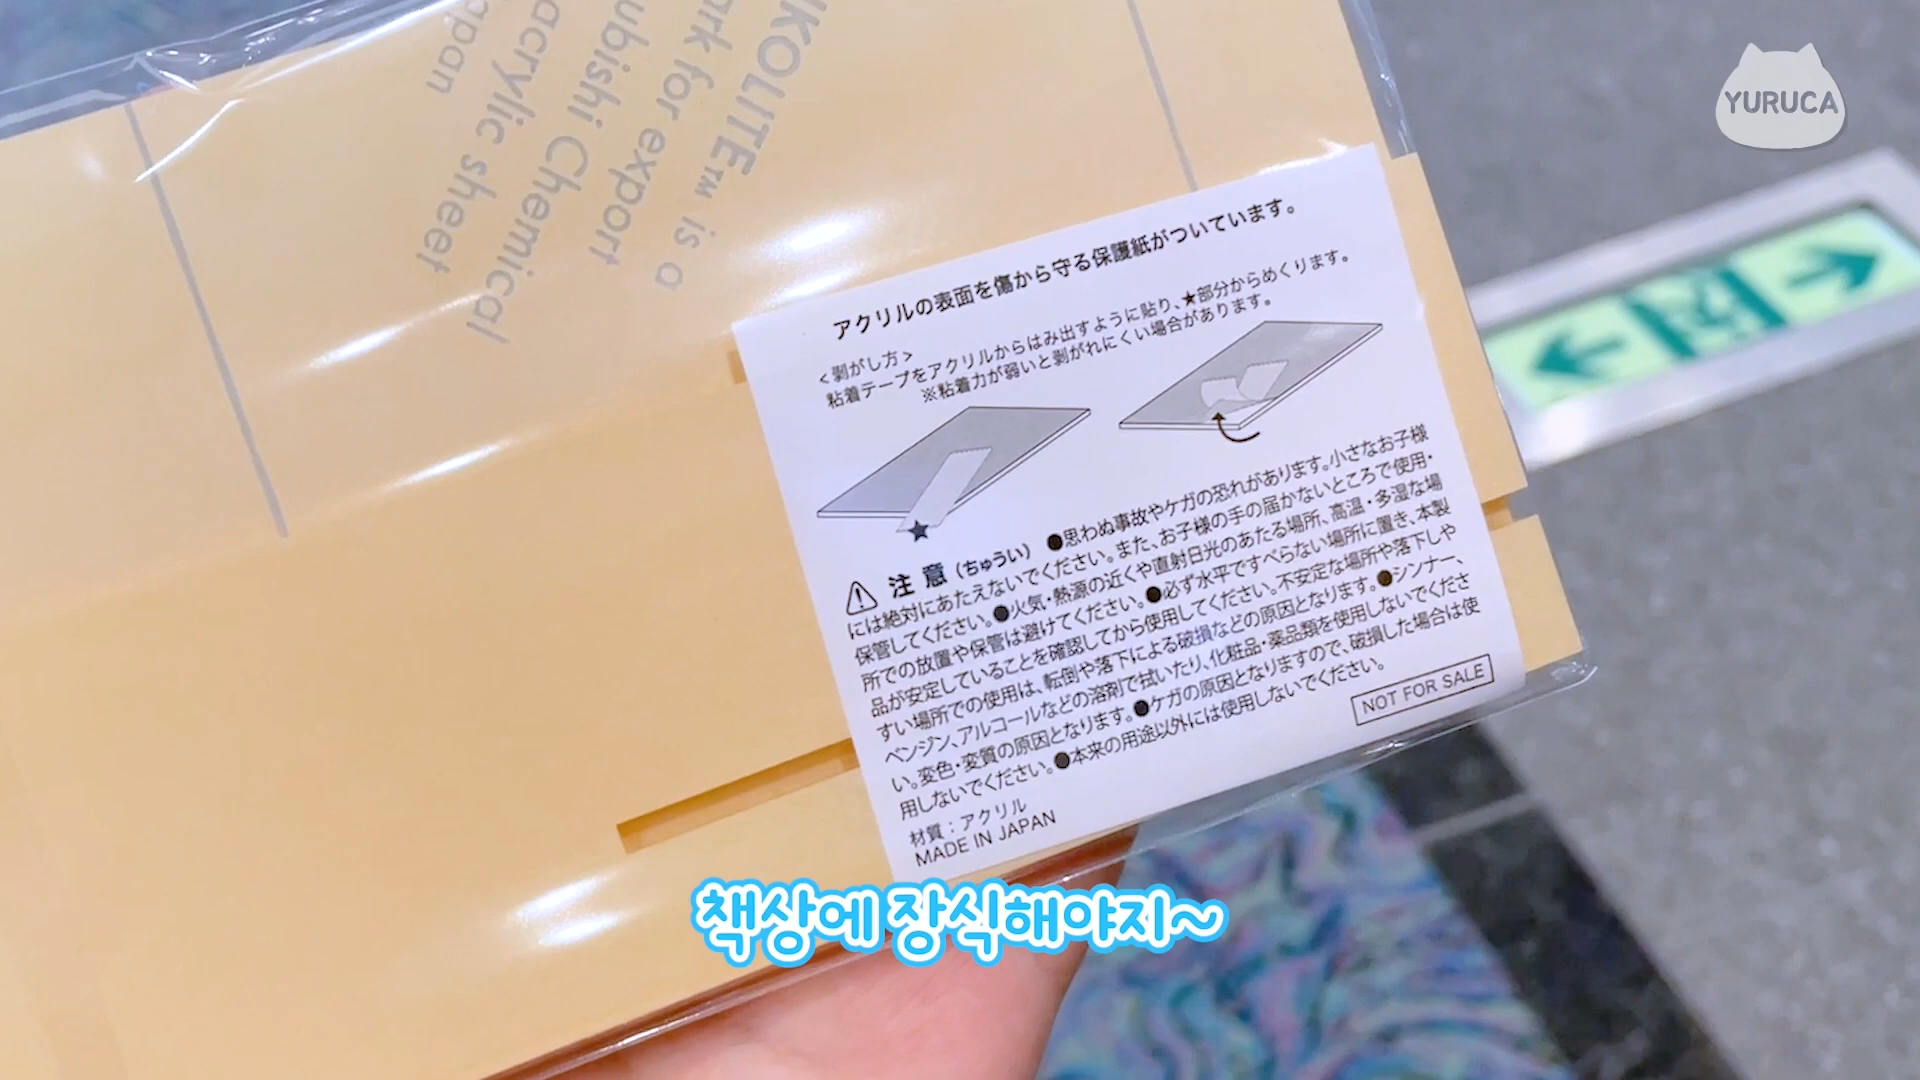 YURUCA
KOLITE™ is a
ark for export
ubishi Chemical
acrylic sheet
apan
アクリルの表面を傷から守る保護紙がついています。
<剥がし方>
粘着テープをアクリルからはみ出すように貼り、★部分からめくります。
※粘着力が弱いと剥がれにくい場合があります。
注意(ちゅうい) ●思わぬ事故やケガの恐れがあります。小さなお子様
には絶対にあたえないでください。また、お子様の手の届かないところで使用・
保管してください。●火気・熱源の近くや直射日光のあたる場所、高温・多湿な場
所での放置や保管は避けてください。●必ず水平ですべらない場所に置き、本製
品が安定していることを確認してから使用してください。不安定な場所や落下しや
すい場所での使用は、転倒や落下による破損などの原因となります。●シンナー、
ベンジン、アルコールなどの溶剤で拭いたり、化粧品・薬品類を使用しないでくださ
い。変色・変質の原因となります。●ケガの原因となりますので、破損した場合は使
用しないでください。●本来の用途以外には使用しないでください。
材質:アクリル
MADE IN JAPAN
NOT FOR SALE
책상에 장식해야지~